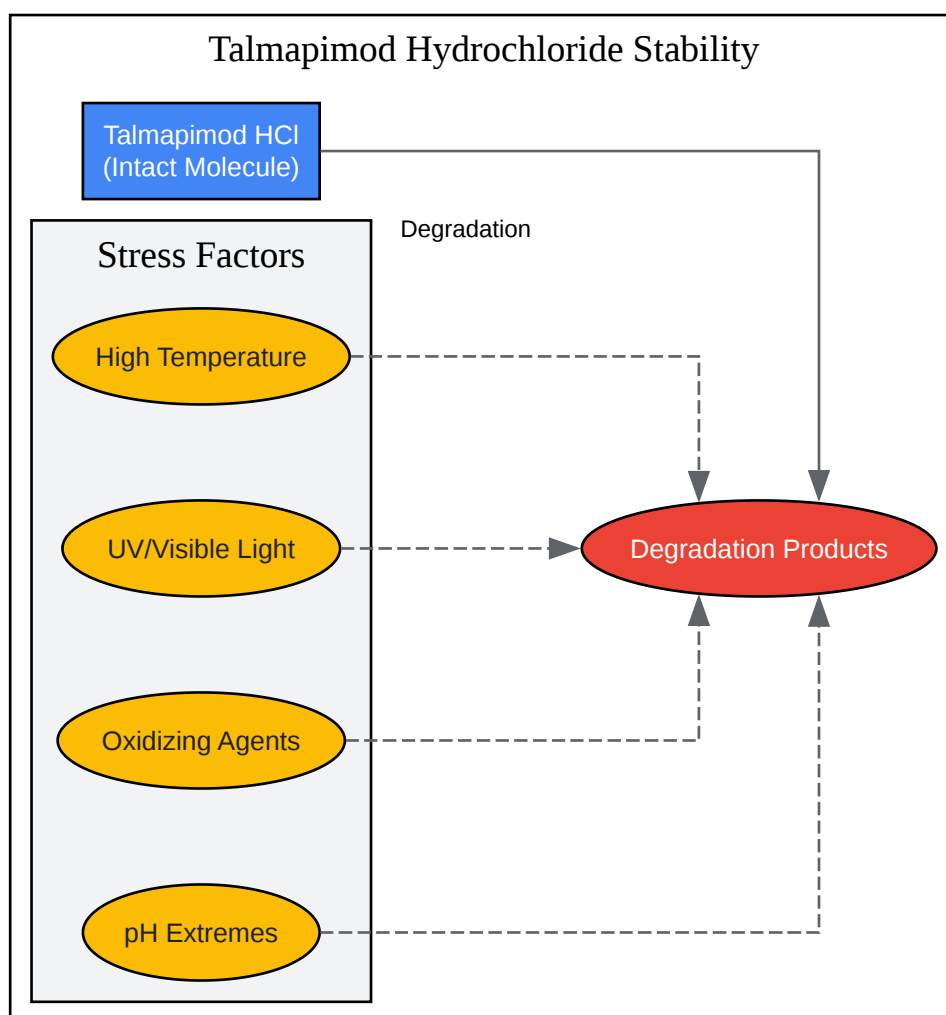 Talmapimod Hydrochloride Stability
Talmapimod HCl
(Intact Molecule)
Degradation
Stress Factors
High Temperature
UV/Visible Light
Degradation Products
Oxidizing Agents
pH Extremes